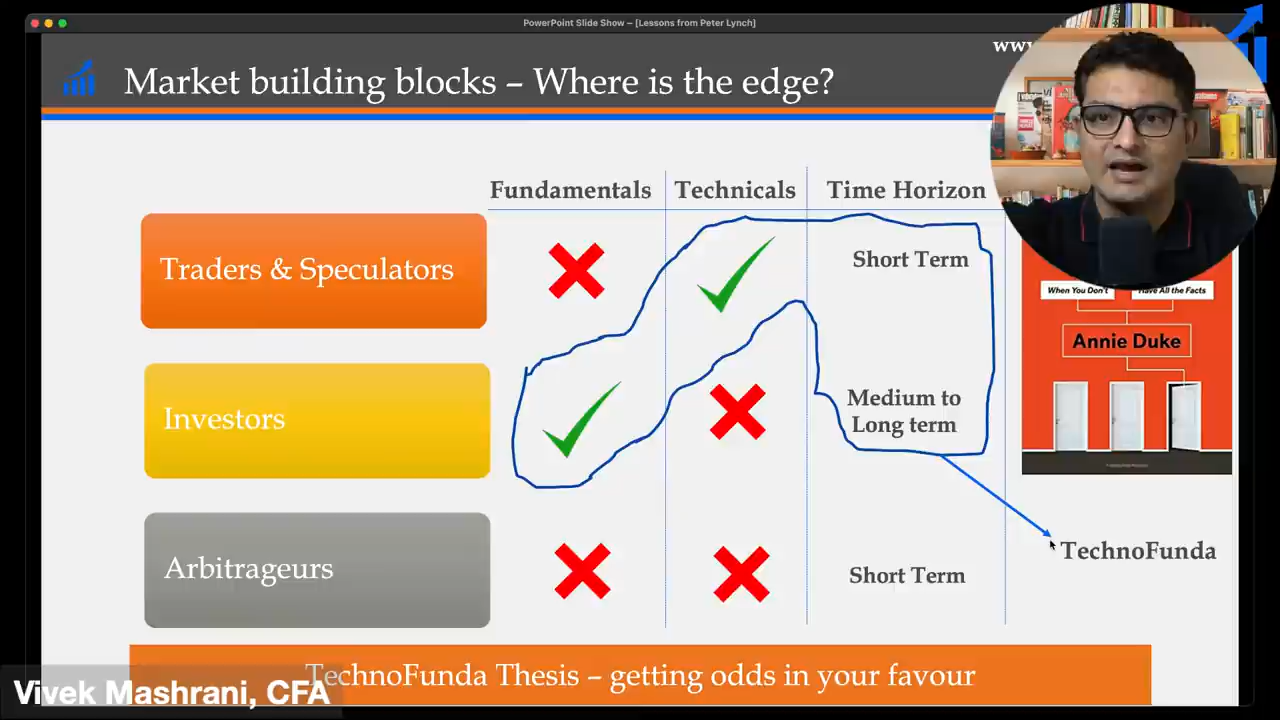 PowerPoint Slide Show – [Lessons from Peter Lynch]
www
Market building blocks – Where is the edge?
Fundamentals Technicals Time Horizon
Traders & Speculators
Short Term
When You Don't Have All the Facts
Annie Duke
Investors
Medium to
Long term
TechnoFunda
Arbitrageurs
Short Term
TechnoFunda Thesis – getting odds in your favour
Vivek Mashrani, CFA